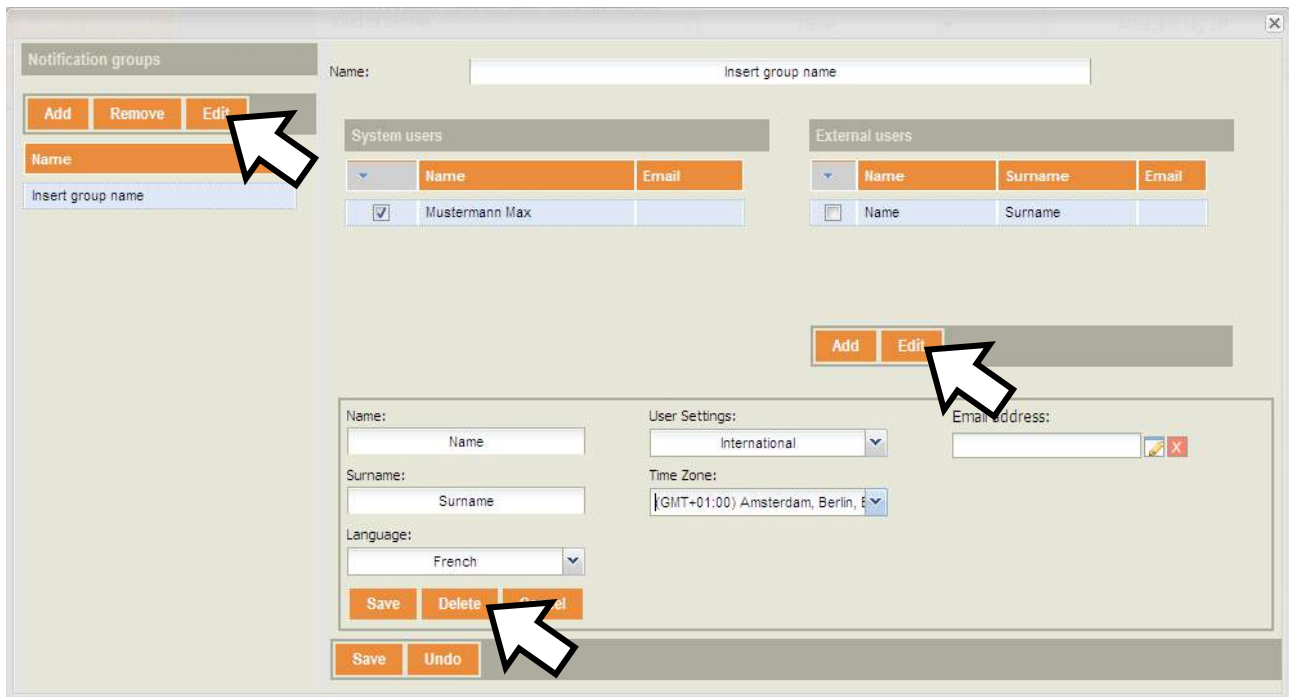 Notification groups
Add Remove Edit
Name
Insert group name
Name: Insert group name
System users
Name Email
Mustermann Max
External users
Name Surname Email
Name Surname
Add Edit
Name:
Name
Surname:
Surname
Language:
French
User Settings:
International
Time Zone:
(GMT+01:00) Amsterdam, Berlin,
Email address:
Save Delete
Save Undo